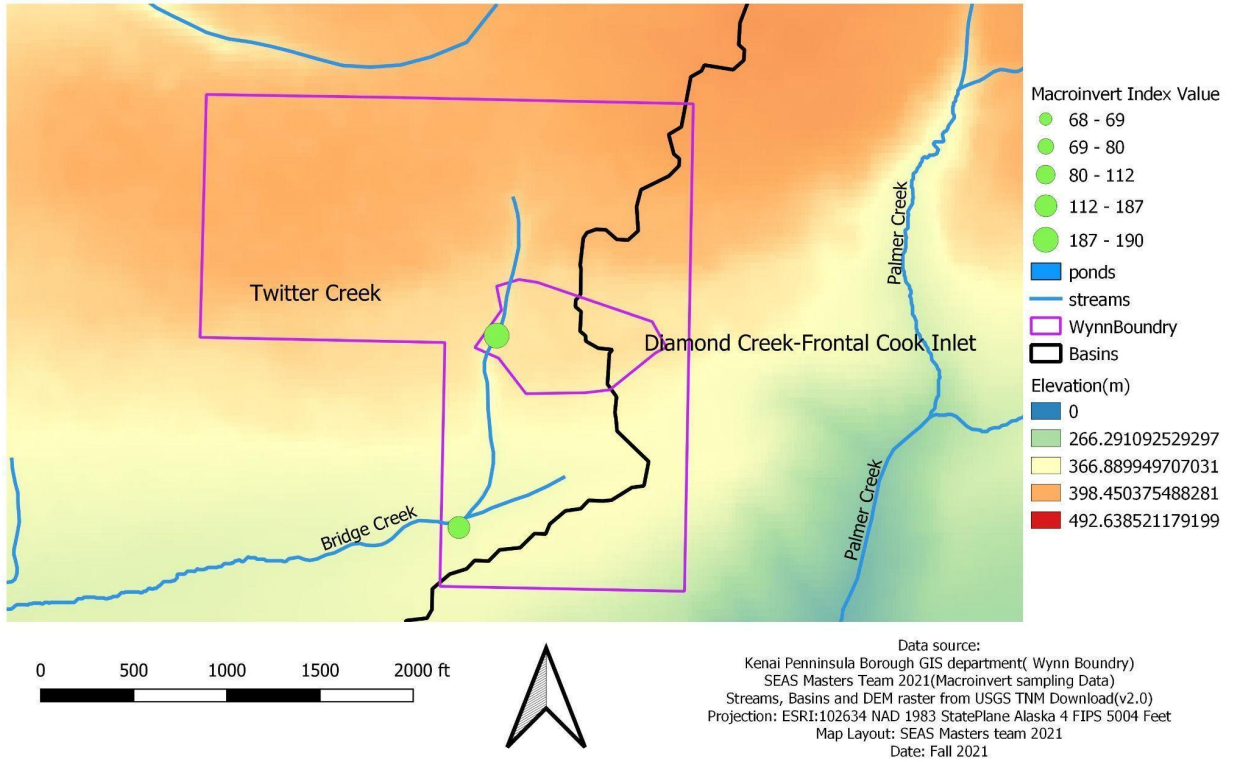 Twitter Creek
Diamond Creek-Frontal Cook Inlet
Palmer Creek
Palmer Creek
Bridge Creek
Macroinvert Index Value
68 - 69
69 - 80
80 - 112
112 - 187
187 - 190
ponds
streams
WynnBoundry
Basins
Elevation(m)
0
266.291092529297
366.889949707031
398.450375488281
492.638521179199
0 500 1000 1500 2000 ft
Data source:
Kenai Penninsula Borough GIS department( Wynn Boundry)
SEAS Masters Team 2021(Macroinvert sampling Data)
Streams, Basins and DEM raster from USGS TNM Download(v2.0)
Projection: ESRI:102634 NAD 1983 StatePlane Alaska 4 FIPS 5004 Feet
Map Layout: SEAS Masters team 2021
Date: Fall 2021